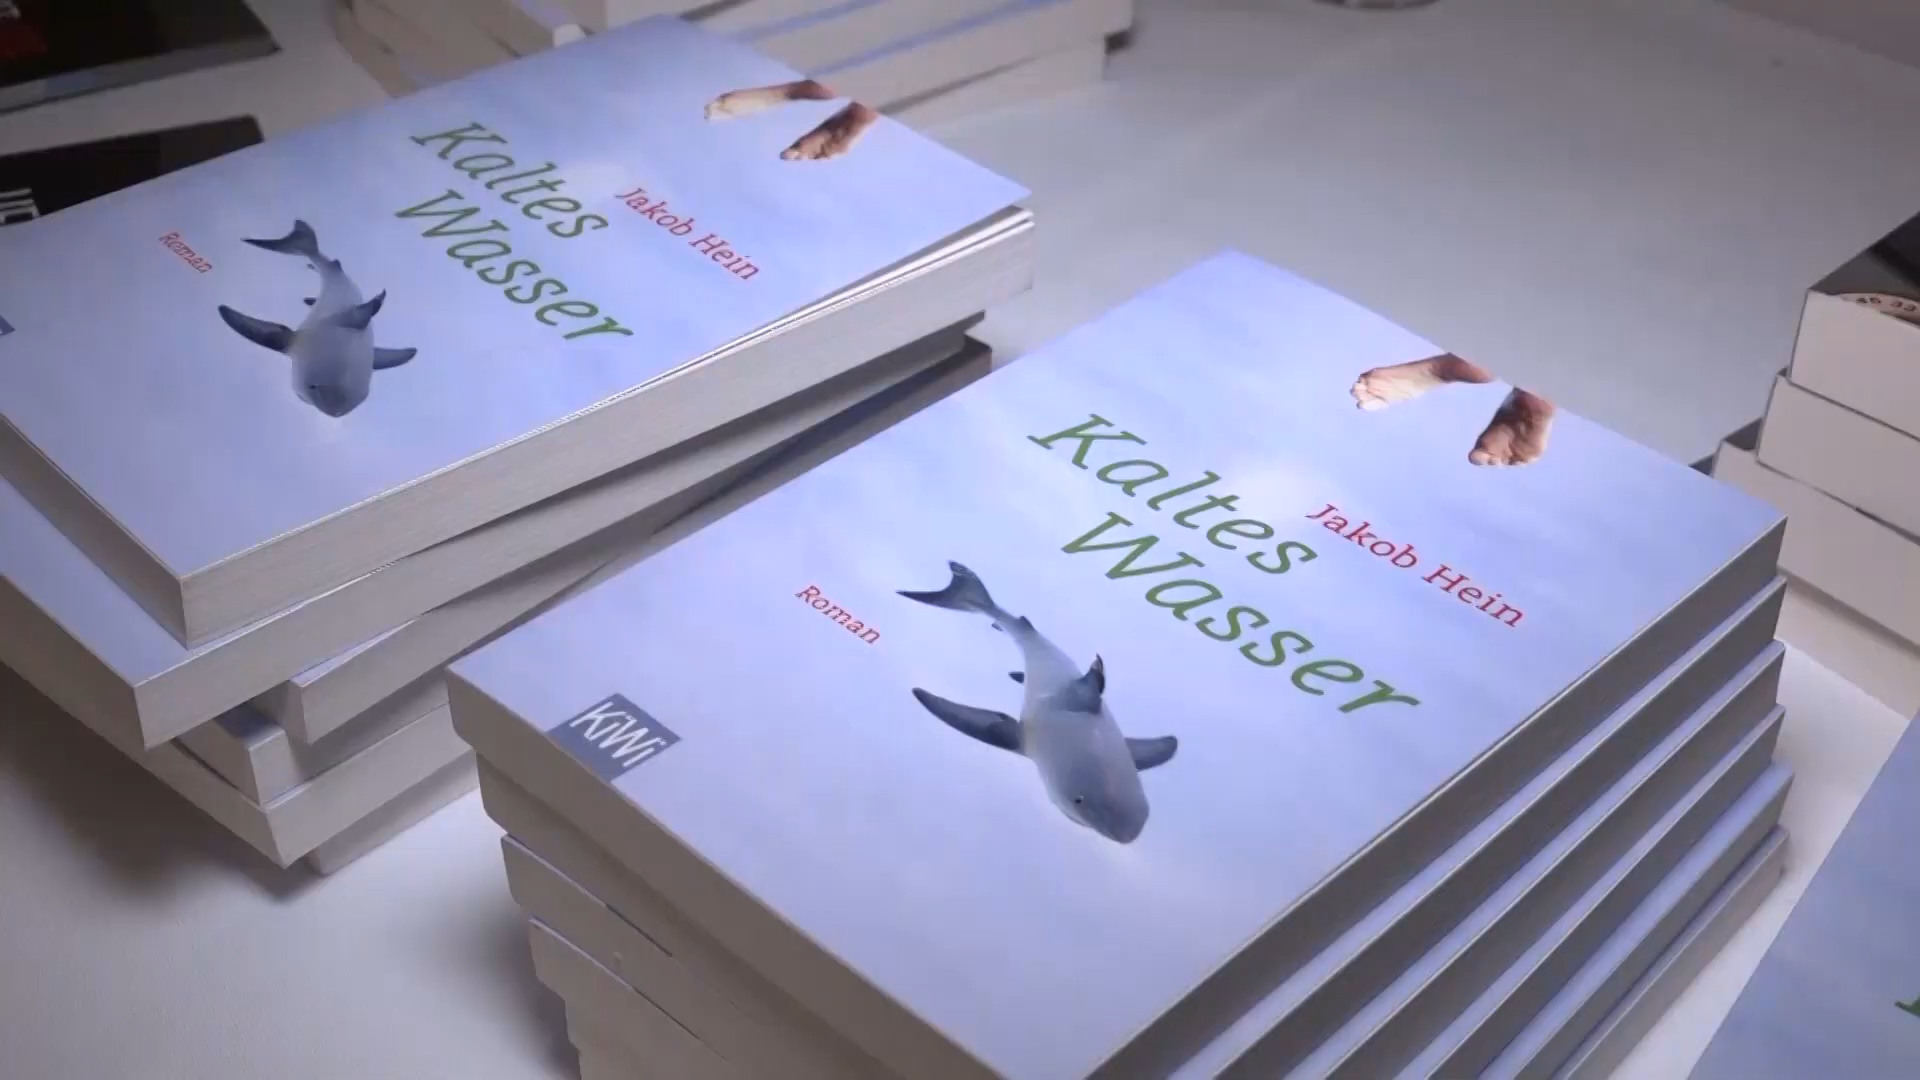 Jakob Hein
Kaltes
Wasser
Roman
Jakob Hein
Kaltes
Wasser
Roman
KiWi